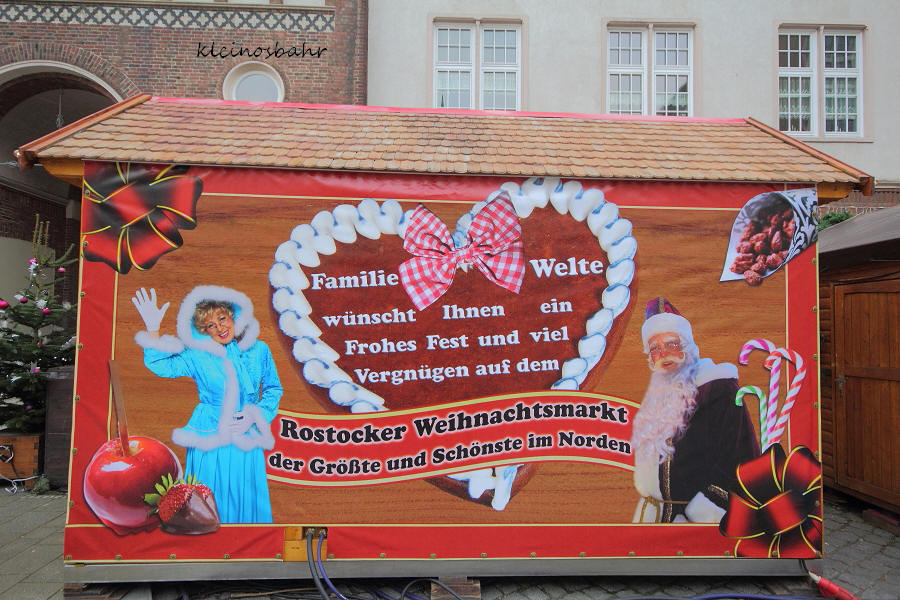 kleinosbahr
Familie Welte
wünscht Ihnen ein
Frohes Fest und viel
Vergnügen auf dem
Rostocker Weihnachtsmarkt
der Größte und Schönste im Norden